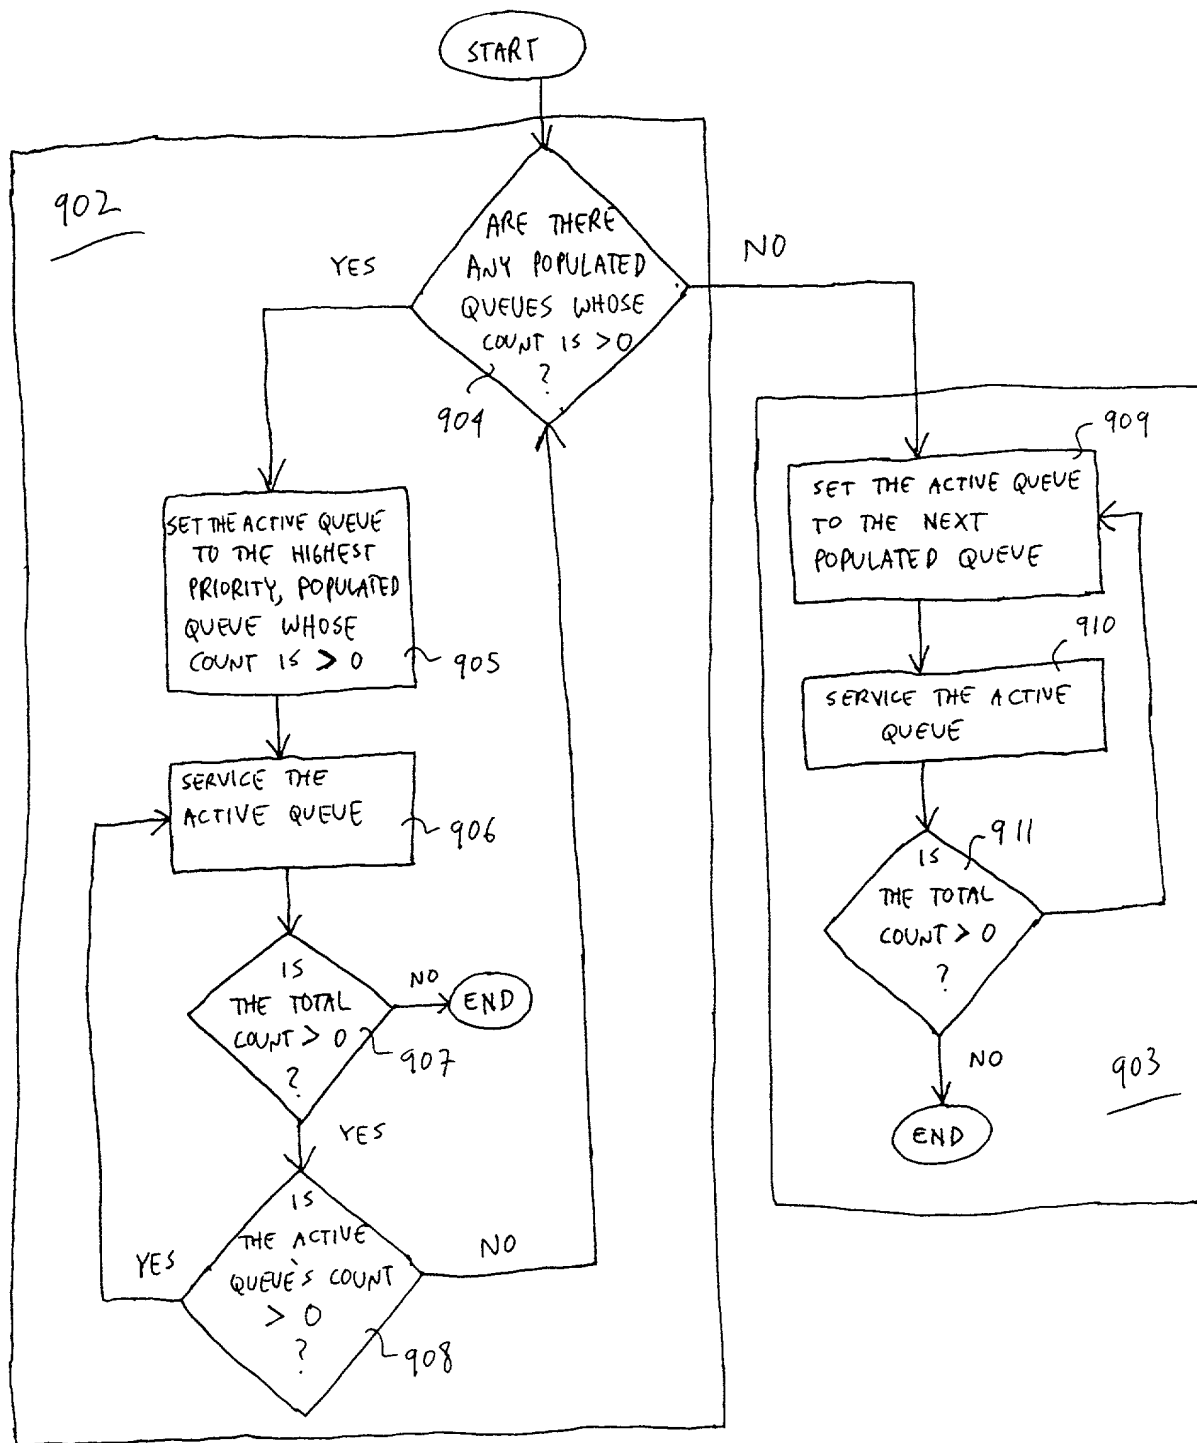 START
902
ARE THERE
ANY POPULATED
QUEUES WHOSE
COUNT IS > 0
?
904
YES
NO
SET THE ACTIVE QUEUE
TO THE HIGHEST
PRIORITY, POPULATED
QUEUE WHOSE
COUNT IS > 0
905
SERVICE THE
ACTIVE QUEUE
906
IS
THE TOTAL
COUNT > 0
?
907
NO
END
YES
IS
THE ACTIVE
QUEUE'S COUNT
> 0
?
908
YES
NO
909
SET THE ACTIVE QUEUE
TO THE NEXT
POPULATED QUEUE
910
SERVICE THE ACTIVE
QUEUE
911
IS
THE TOTAL
COUNT > 0
?
NO
END
903